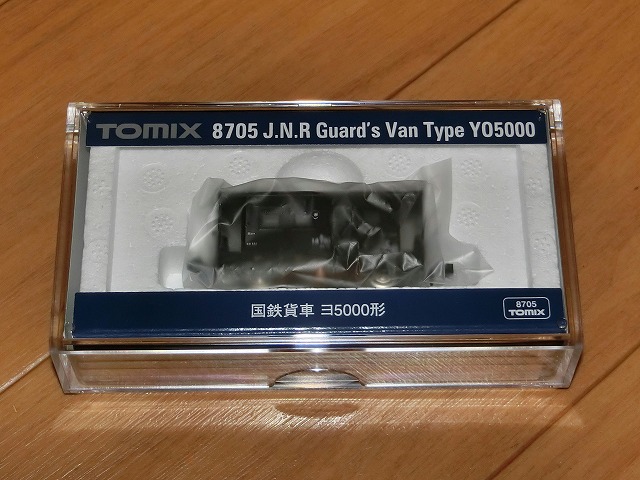 TOMIX 8705 J.N.R Guard's Van Type YO5000
国鉄貨車 ヨ5000形
8705
TOMIX